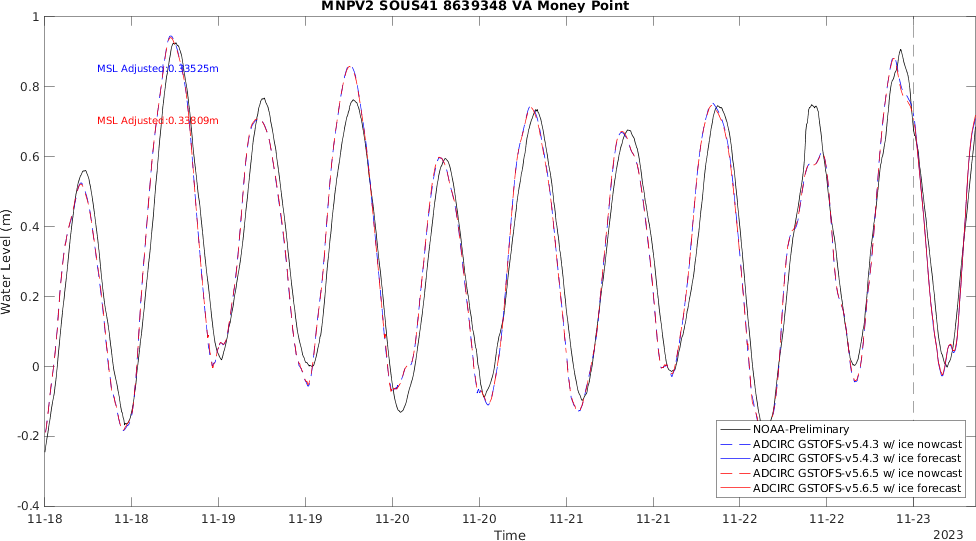 MNPV2 SOUS41 8639348 VA Money Point
1
0.8
0.6
0.4
0.2
0
-0.2
-0.4
Water Level (m)
MSL Adjusted:0.33525m
MSL Adjusted:0.33809m
NOAA-Preliminary
ADCIRC GSTOFS-v5.4.3 w/ ice nowcast
ADCIRC GSTOFS-v5.4.3 w/ ice forecast
ADCIRC GSTOFS-v5.6.5 w/ ice nowcast
ADCIRC GSTOFS-v5.6.5 w/ ice forecast
11-18 11-18 11-19 11-19 11-20 11-20 11-21 11-21 11-22 11-22 11-23
Time
2023